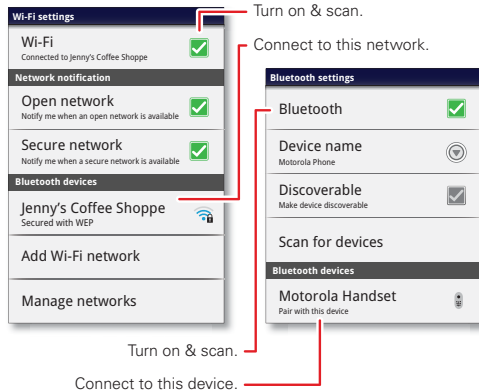 Turn on & scan.
Connect to this network.
Wi-Fi settings
Wi-Fi
Connected to Jenny's Coffee Shoppe
Network notification
Open network
Notify me when an open network is available
Secure network
Notify me when a secure network is available
Bluetooth devices
Jenny's Coffee Shoppe
Secured with WEP
Add Wi-Fi network
Manage networks
Bluetooth settings
Bluetooth
Device name
Motorola Phone
Discoverable
Make device discoverable
Scan for devices
Bluetooth devices
Motorola Handset
Pair with this device
Turn on & scan.
Connect to this device.